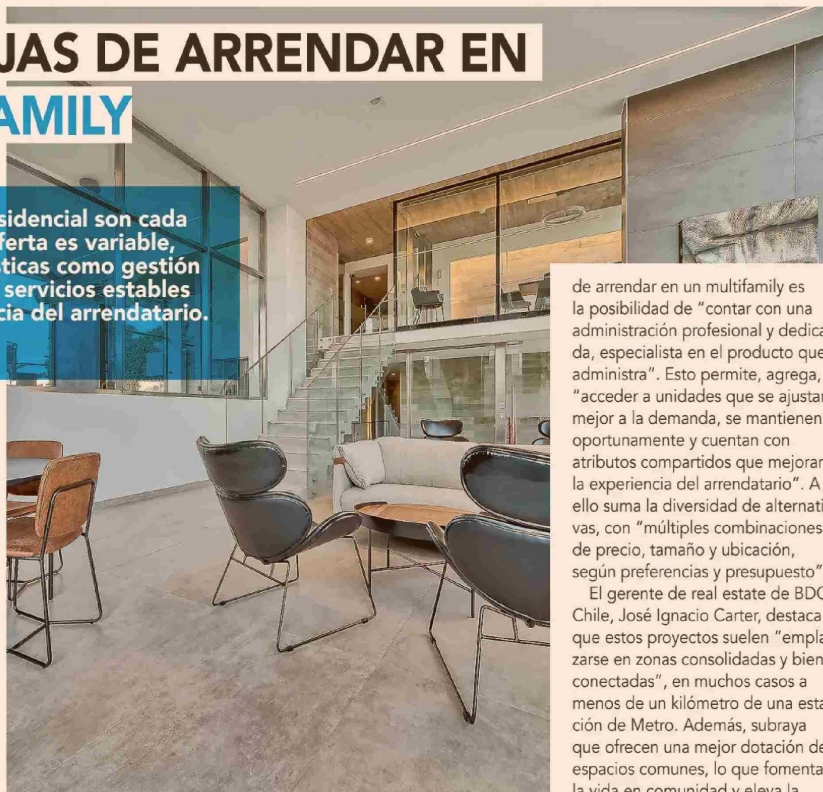 JAS DE ARRENDAR EN
AMILY
sidencial son cada
ferta es variable,
sticas como gestión
servicios estables
cia del arrendatario.
de arrendar en un multifamily es
la posibilidad de "contar con una
administración profesional y dedica
da, especialista en el producto que
administra". Esto permite, agrega,
"acceder a unidades que se ajustan
mejor a la demanda, se mantienen
oportunamente y cuentan con
atributos compartidos que mejoran
la experiencia del arrendatario". A
ello suma la diversidad de alternati
vas, con "múltiples combinaciones
de precio, tamaño y ubicación,
según preferencias y presupuesto"
El gerente de real estate de BDO
Chile, José Ignacio Carter, destaca
que estos proyectos suelen "empla
zarse en zonas consolidadas y bien
conectadas", en muchos casos a
menos de un kilómetro de una esta
ción de Metro. Además, subraya
que ofrecen una mejor dotación de
espacios comunes, lo que fomenta
la vida en comunidad y eleva la